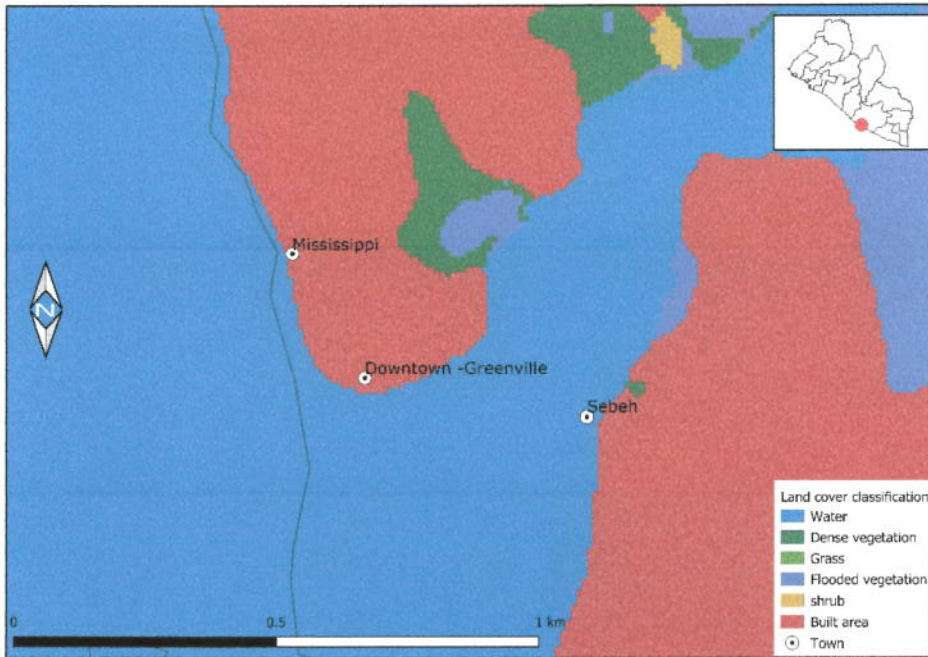 Mississippi
N
Downtown -Greenville
Sebeh
Land cover classification
Water
Dense vegetation
Grass
Flooded vegetation
shrub
Built area
Town
0 0.5 1 km